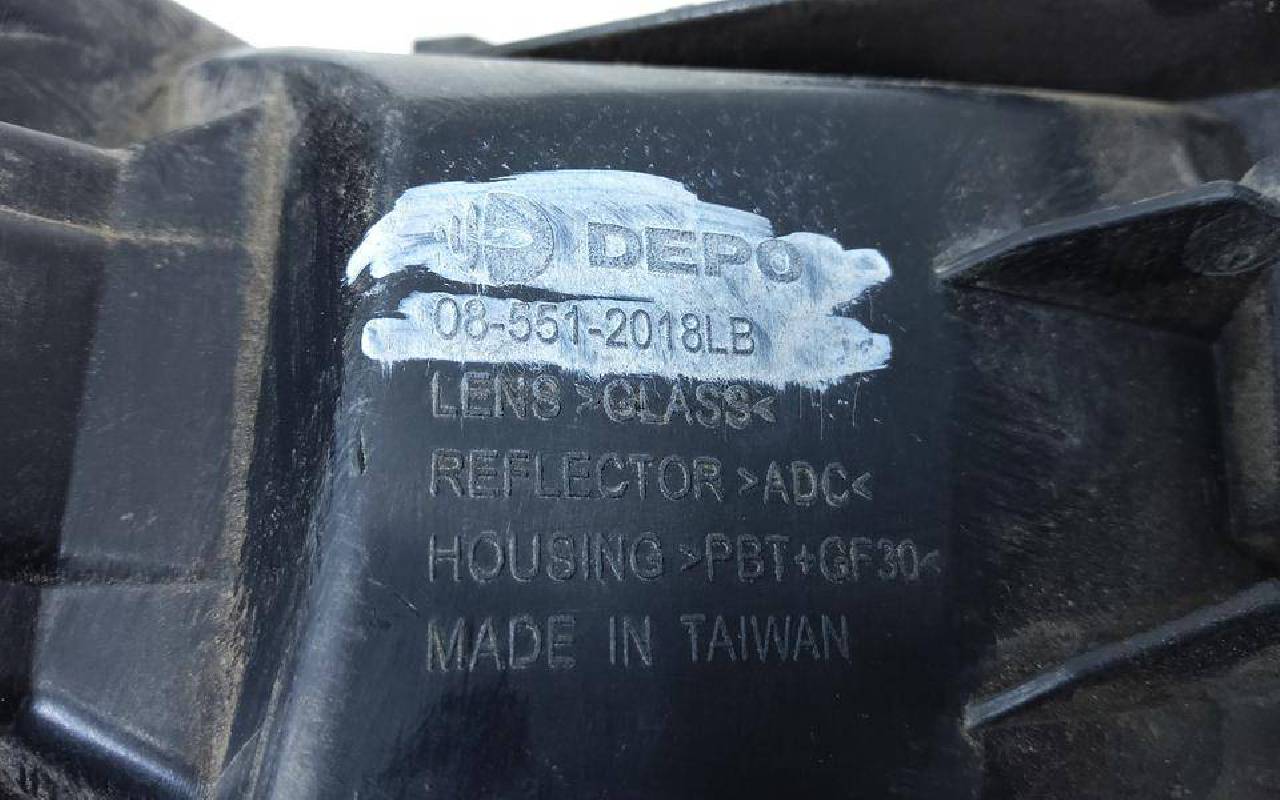 DEPO
08-551-2018LB
LENS >GLASS<
REFLECTOR >ADC<
HOUSING >PBT+GF30<
MADE IN TAIWAN